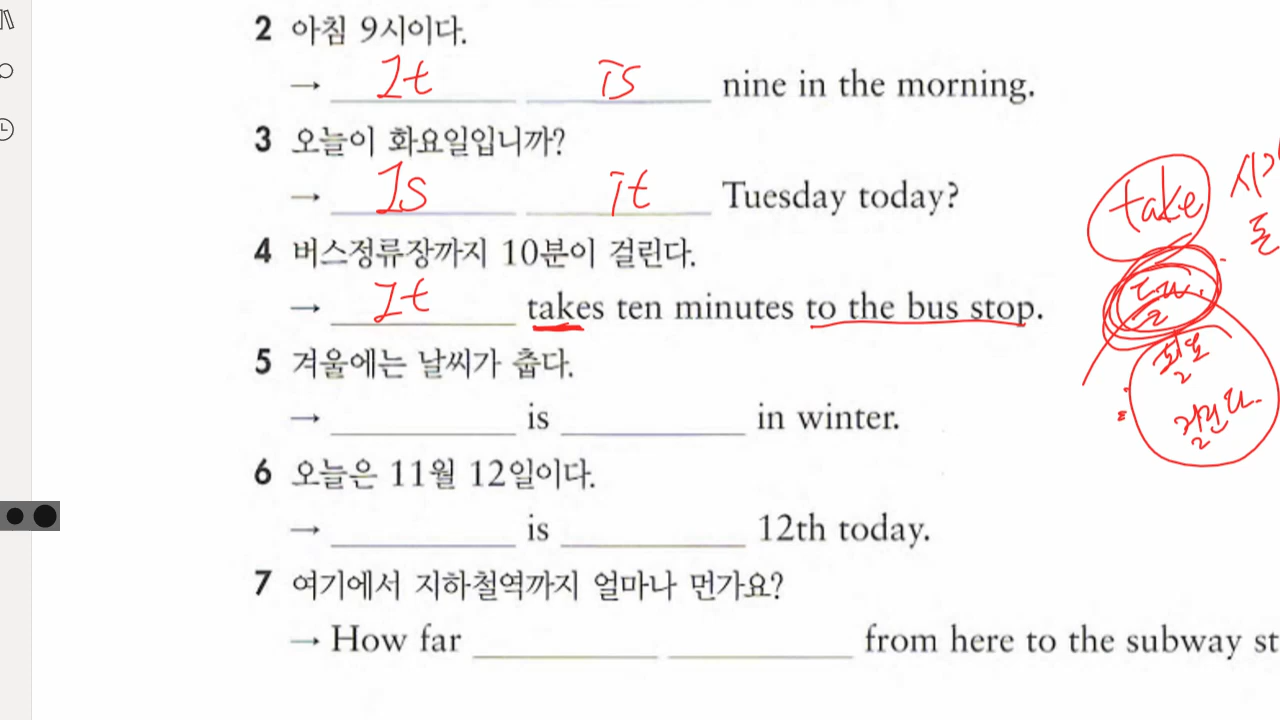 2 아침 9시이다.
→ It is nine in the morning.
3 오늘이 화요일입니까?
→ Is it Tuesday today?
take
4 버스정류장까지 10분이 걸린다.
→ It takes ten minutes to the bus stop.
필요
걸린다.
5 겨울에는 날씨가 춥다.
→ is in winter.
6 오늘은 11월 12일이다.
→ is 12th today.
7 여기에서 지하철역까지 얼마나 먼가요?
→ How far from here to the subway st